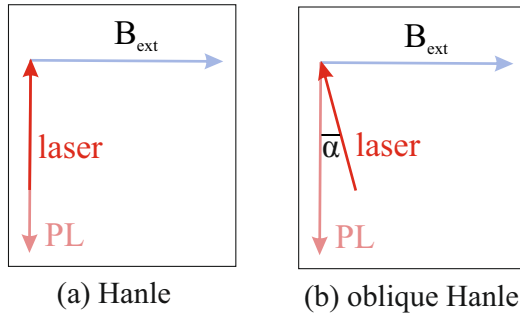 B_ext
laser
PL
(a) Hanle
B_ext
α̅
laser
PL
(b) oblique Hanle